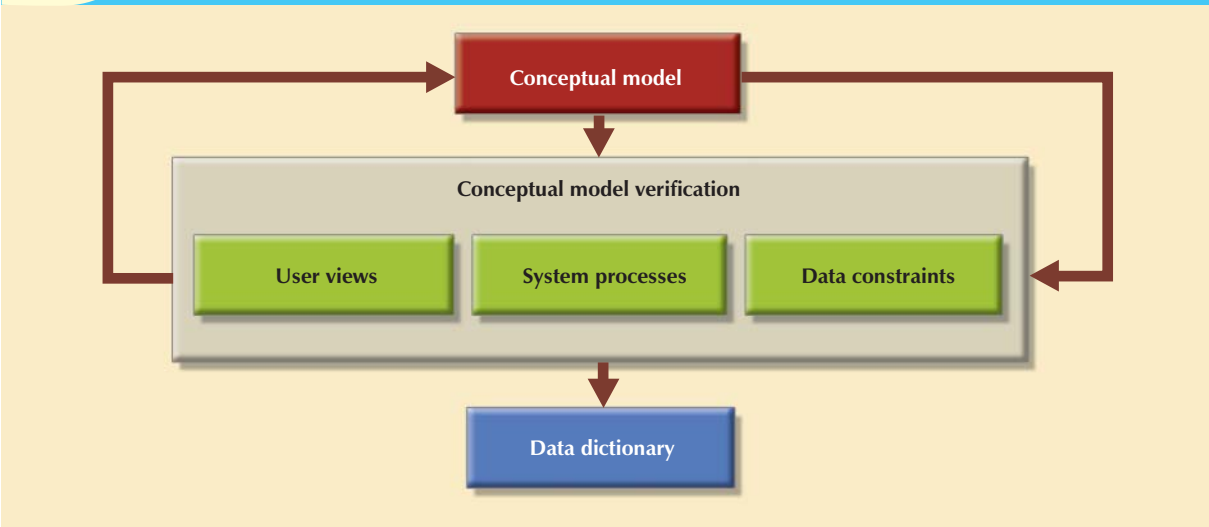 Conceptual model
Conceptual model verification
User views
System processes
Data constraints
Data dictionary